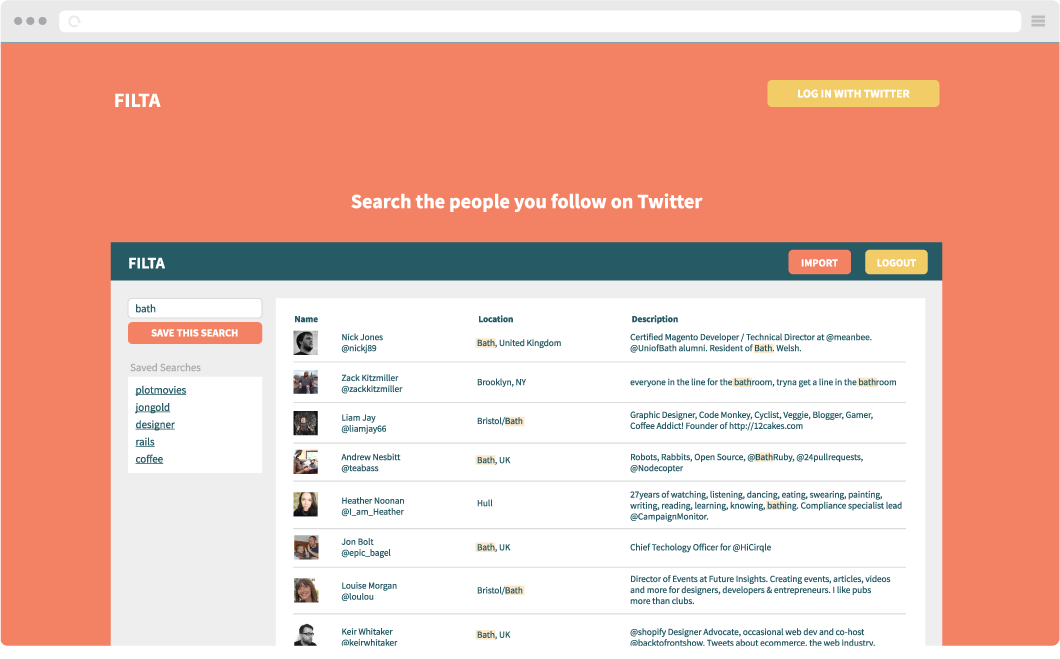 FILTA
LOG IN WITH TWITTER
Search the people you follow on Twitter
FILTA
IMPORT
LOGOUT
bath
SAVE THIS SEARCH
Saved Searches
plotmovies
jongold
designer
rails
coffee
Name
Location
Description
Nick Jones
@nickj89
Bath, United Kingdom
Certified Magento Developer / Technical Director at @meanbee.
@UniofBath alumni. Resident of Bath. Welsh.
Zack Kitzmiller
@zackkitzmiller
Brooklyn, NY
everyone in the line for the bathroom, tryna get a line in the bathroom
Liam Jay
@liamjay66
Bristol/Bath
Graphic Designer, Code Monkey, Cyclist, Veggie, Blogger, Gamer,
Coffee Addict! Founder of http://12cakes.com
Andrew Nesbitt
@teabass
Bath, UK
Robots, Rabbits, Open Source, @BathRuby, @24pullrequests,
@Nodecopter
Heather Noonan
@I_am_Heather
Hull
27years of watching, listening, dancing, eating, swearing, painting,
writing, reading, learning, knowing, bathing. Compliance specialist lead
@CampaignMonitor.
Jon Bolt
@epic_bagel
Bath, UK
Chief Techology Officer for @HiCirqle
Louise Morgan
@loulou
Bristol/Bath
Director of Events at Future Insights. Creating events, articles, videos
and more for designers, developers & entrepreneurs. I like pubs
more than clubs.
Keir Whitaker
@keirwhitaker
Bath, UK
@shopify Designer Advocate, occasional web dev and co-host
@backtofrontshow. Tweets about ecommerce, the web industry,